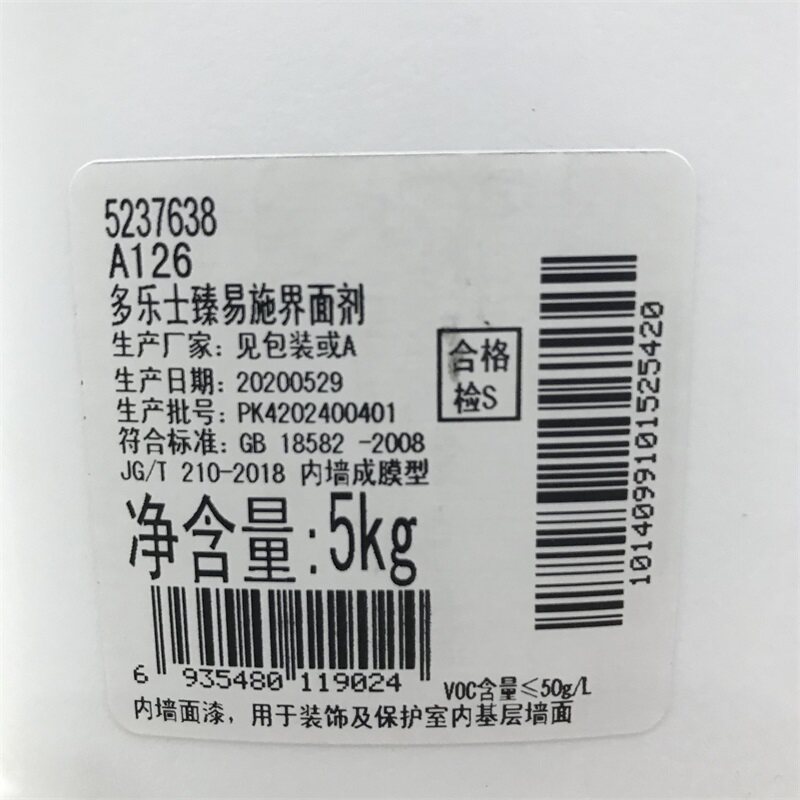 5237638
A126
多乐士臻易施界面剂
生产厂家: 见包装或A
生产日期: 20200529
生产批号: PK4202400401
符合标准: GB 18582 -2008
JG/T 210-2018 内墙成膜型
净含量:5kg
合格
检S
1014099101525420
6 935480 119024
VOC含量≤50g/L
内墙面漆，用于装饰及保护室内基层墙面